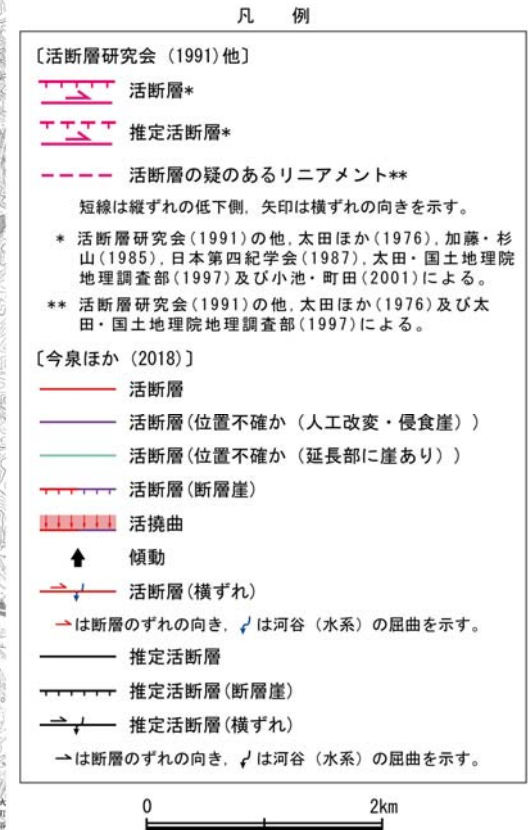 凡 例
〔活断層研究会 (1991)他〕
活断層*
推定活断層*
活断層の疑のあるリニアメント**
短線は縦ずれの低下側, 矢印は横ずれの向きを示す。
* 活断層研究会(1991)の他, 太田ほか(1976), 加藤・杉
山(1985), 日本第四紀学会(1987), 太田・国土地理院
地理調査部(1997)及び小池・町田(2001)による。
** 活断層研究会(1991)の他, 太田ほか(1976)及び太
田・国土地理院地理調査部(1997)による。
〔今泉ほか (2018)〕
活断層
活断層(位置不確か (人工改変・侵食崖))
活断層(位置不確か (延長部に崖あり))
活断層(断層崖)
活撓曲
傾動
活断層(横ずれ)
は断層のずれの向き, は河谷 (水系) の屈曲を示す。
推定活断層
推定活断層(断層崖)
推定活断層(横ずれ)
は断層のずれの向き, は河谷 (水系) の屈曲を示す。
0 2km